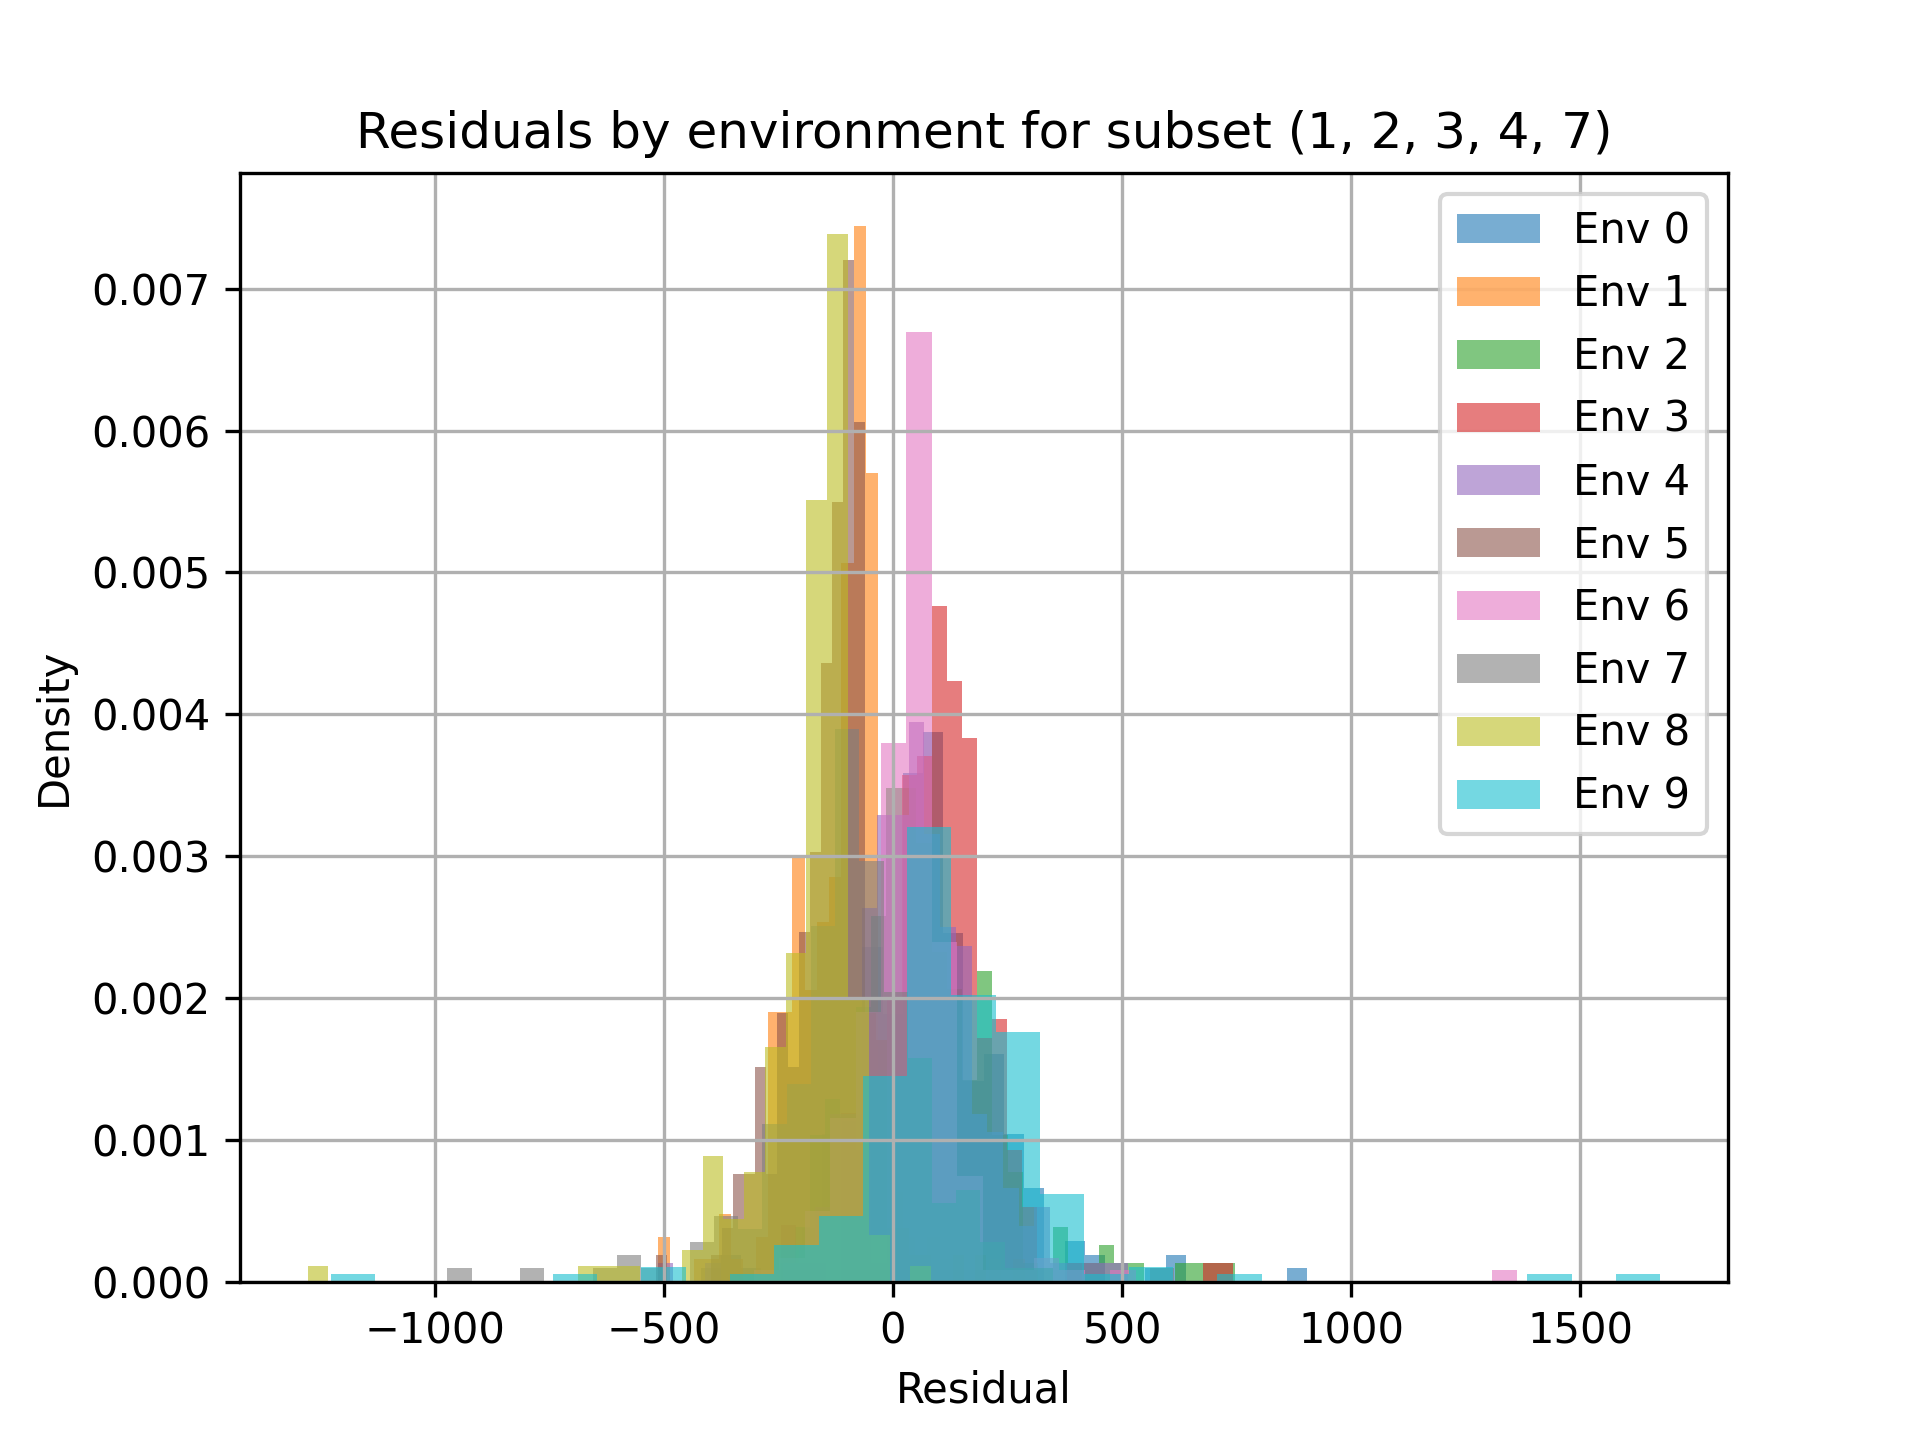 Residuals by environment for subset (1, 2, 3, 4, 7)
Env 0
Env 1
Env 2
Env 3
Env 4
Env 5
Env 6
Env 7
Env 8
Env 9
0.007
0.006
0.005
0.004
0.003
0.002
0.001
0.000
Density
−1000 −500 0 500 1000 1500
Residual